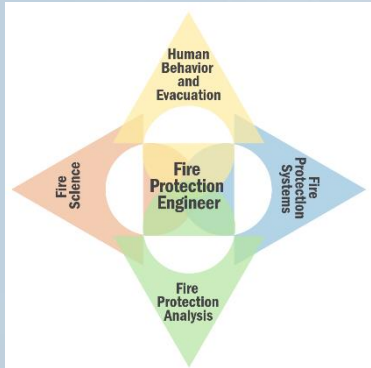 Human
Behavior
and
Evacuation
Fire
Science
Fire
Protection
Engineer
Fire
Protection
Systems
Fire
Protection
Analysis